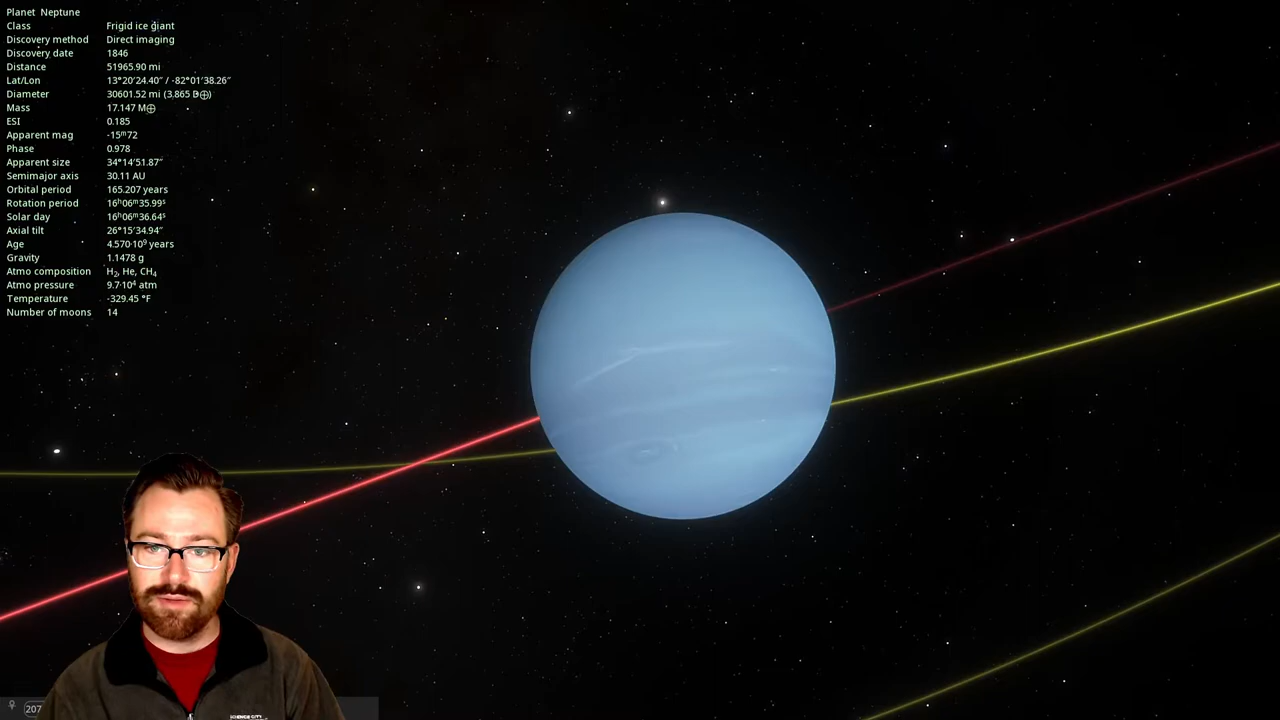 Planet Neptune
Class Frigid ice giant
Discovery method Direct imaging
Discovery date 1846
Distance 51965.90 mi
Lat/Lon 13°20′24.40″ / -82°01′38.26″
Diameter 30601.52 mi (3.865 D⊕)
Mass 17.147 M⊕
ESI 0.185
Apparent mag -15ᵐ72
Phase 0.978
Apparent size 34°14′51.87″
Semimajor axis 30.11 AU
Orbital period 165.207 years
Rotation period 16ʰ06ᵐ35.99ˢ
Solar day 16ʰ06ᵐ36.64ˢ
Axial tilt 26°15′34.94″
Age 4.570·10⁹ years
Gravity 1.1478 g
Atmo composition H₂, He, CH₄
Atmo pressure 9.7·10⁴ atm
Temperature -329.45 °F
Number of moons 14
SCIENCE CITY
207